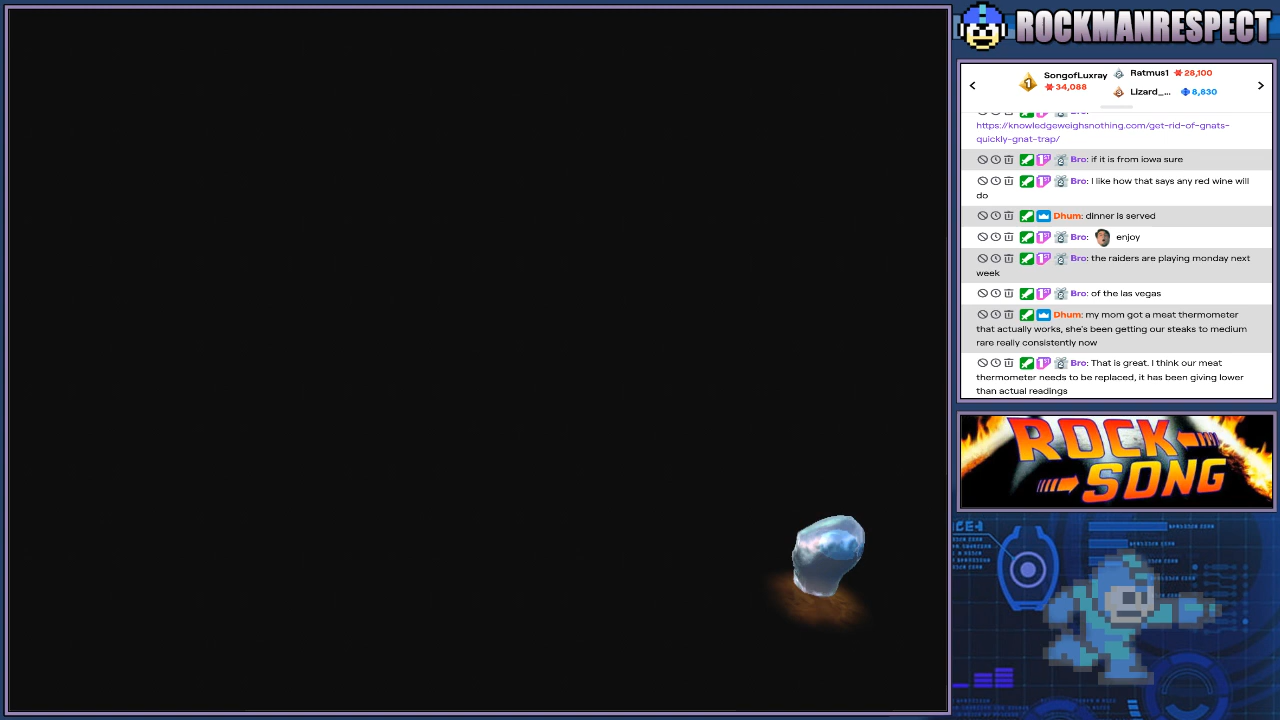 ROCKMANRESPECT
SongofLuxray
34,088
Ratmus1 28,100
Lizard_... 8,830
https://knowledgeweighsnothing.com/get-rid-of-gnats-
quickly-gnat-trap/
Bro: if it is from iowa sure
Bro: I like how that says any red wine will
do
Dhum: dinner is served
Bro: enjoy
Bro: the raiders are playing monday next
week
Bro: of the las vegas
Dhum: my mom got a meat thermometer
that actually works, she's been getting our steaks to medium
rare really consistently now
Bro: That is great. I think our meat
thermometer needs to be replaced, it has been giving lower
than actual readings
ROCK
SONG